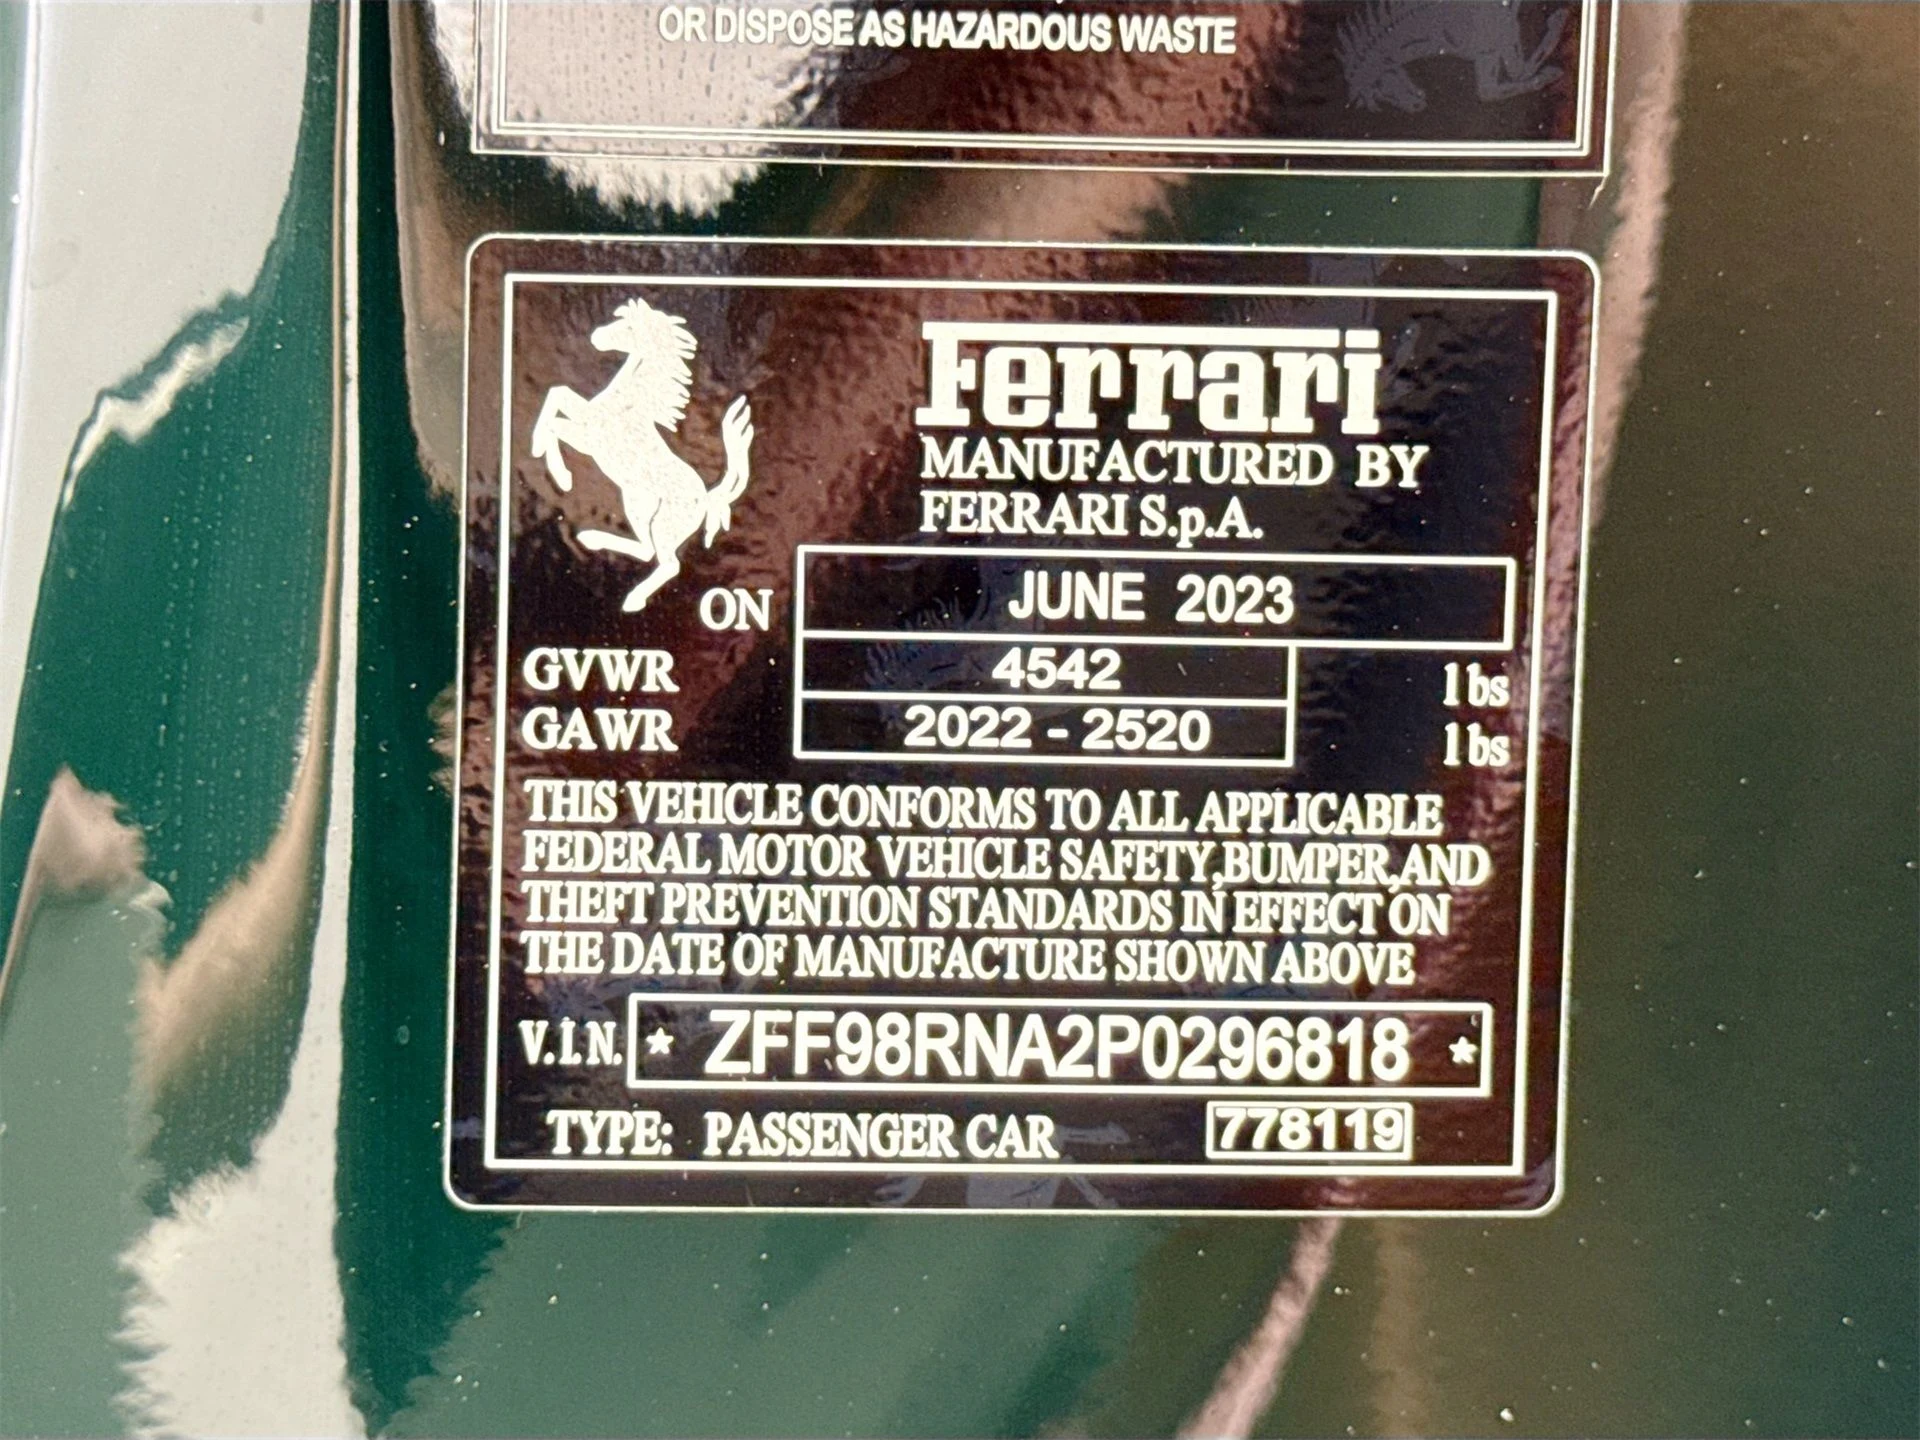 OR DISPOSE AS HAZARDOUS WASTE
Ferrari
MANUFACTURED BY
FERRARI S.p.A.
ON JUNE 2023
GVWR 4542 lbs
GAWR 2022 - 2520 lbs
THIS VEHICLE CONFORMS TO ALL APPLICABLE
FEDERAL MOTOR VEHICLE SAFETY,BUMPER,AND
THEFT PREVENTION STANDARDS IN EFFECT ON
THE DATE OF MANUFACTURE SHOWN ABOVE
V.I.N. * ZFF98RNA2P0296818 *
TYPE: PASSENGER CAR 778119